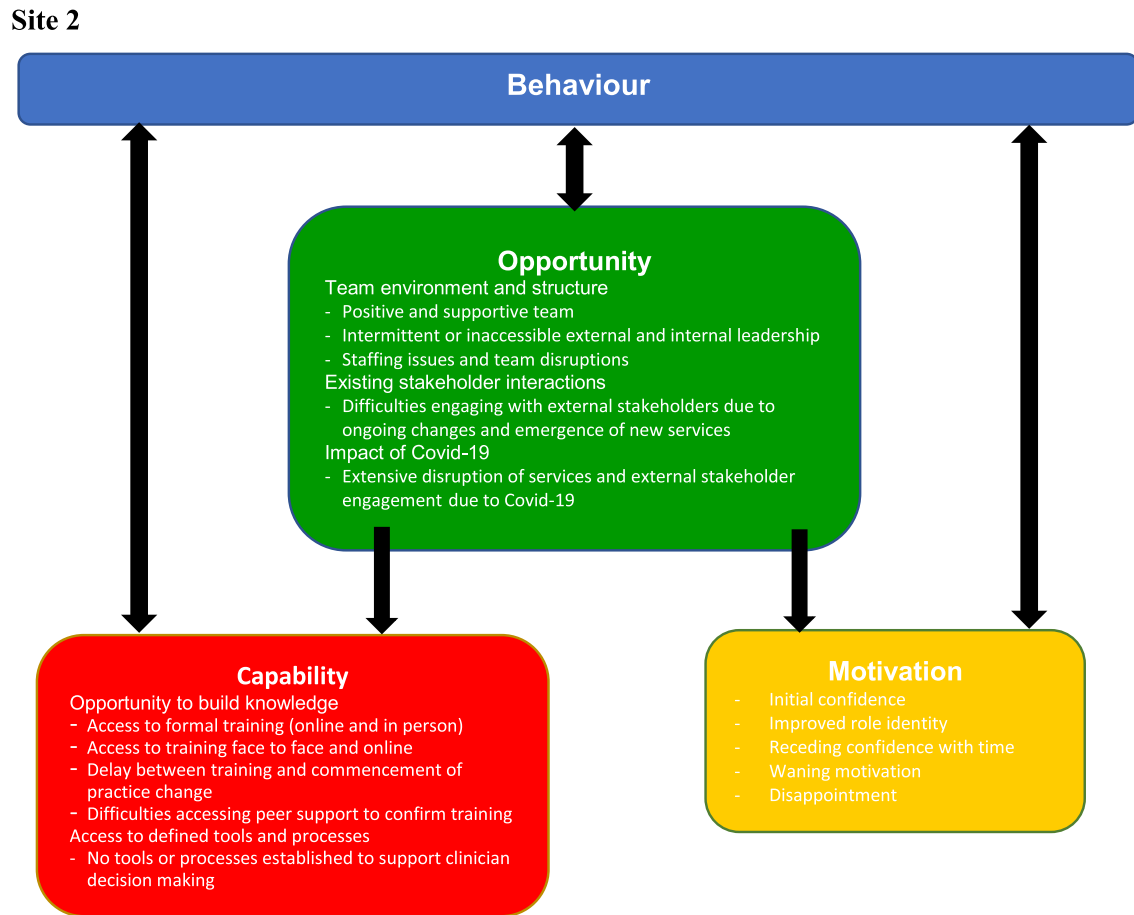 Site 2
Behaviour
Opportunity
Team environment and structure
- Positive and supportive team
- Intermittent or inaccessible external and internal leadership
- Staffing issues and team disruptions
Existing stakeholder interactions
- Difficulties engaging with external stakeholders due to
ongoing changes and emergence of new services
Impact of Covid-19
- Extensive disruption of services and external stakeholder
engagement due to Covid-19
Capability
Opportunity to build knowledge
- Access to formal training (online and in person)
- Access to training face to face and online
- Delay between training and commencement of
practice change
- Difficulties accessing peer support to confirm training
Access to defined tools and processes
- No tools or processes established to support clinician
decision making
Motivation
- Initial confidence
- Improved role identity
- Receding confidence with time
- Waning motivation
- Disappointment